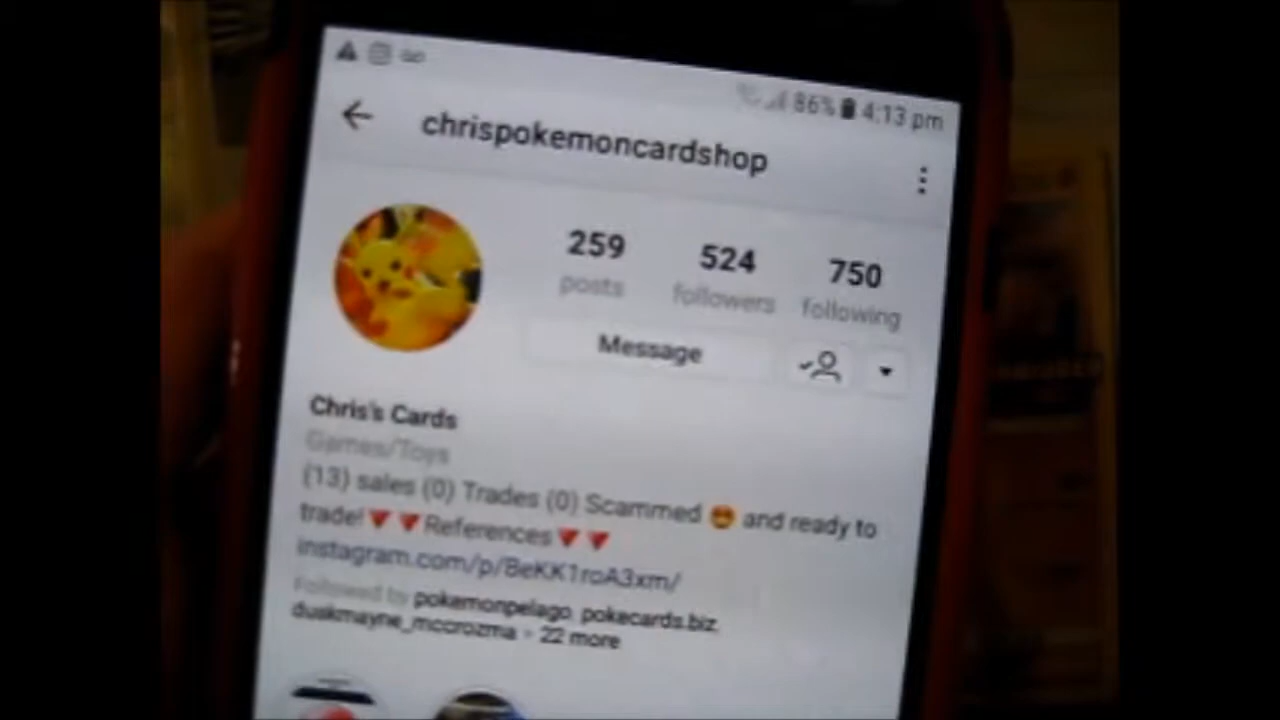 86% 4:13 pm
chrispokemoncardshop
259 524 750
posts followers following
Message
Chris's Cards
Games/Toys
(13) sales (0) Trades (0) Scammed 😍 and ready to
trade!🔻🔻References🔻🔻
instagram.com/p/BeKK1roA3xm/
Followed by pokemonpelago, pokecards.biz,
duskmayne_mccrozma + 22 more